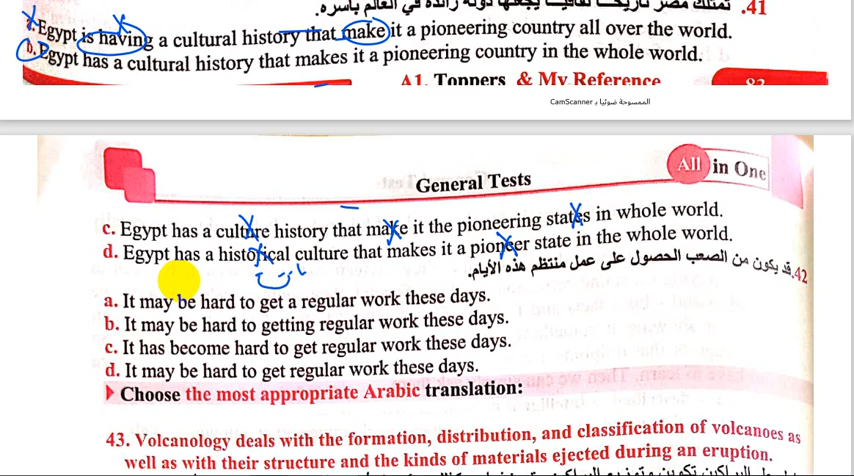 41. تمتلك مصر تاريخًا ثقافيًا يجعلها دولة رائدة في العالم بأسره.
a. Egypt is having a cultural history that make it a pioneering country all over the world.
b. Egypt has a cultural history that makes it a pioneering country in the whole world.
A1. Tonners & My Reference
الممسوحة ضوئيا بـ CamScanner
All in One
General Tests
c. Egypt has a culture history that make it the pioneering states in whole world.
d. Egypt has a historical culture that makes it a pioneer state in the whole world.
42. قد يكون من الصعب الحصول على عمل منتظم هذه الأيام.
a. It may be hard to get a regular work these days.
b. It may be hard to getting regular work these days.
c. It has become hard to get regular work these days.
d. It may be hard to get regular work these days.
Choose the most appropriate Arabic translation:
43. Volcanology deals with the formation, distribution, and classification of volcanoes as
well as with their structure and the kinds of materials ejected during an eruption.